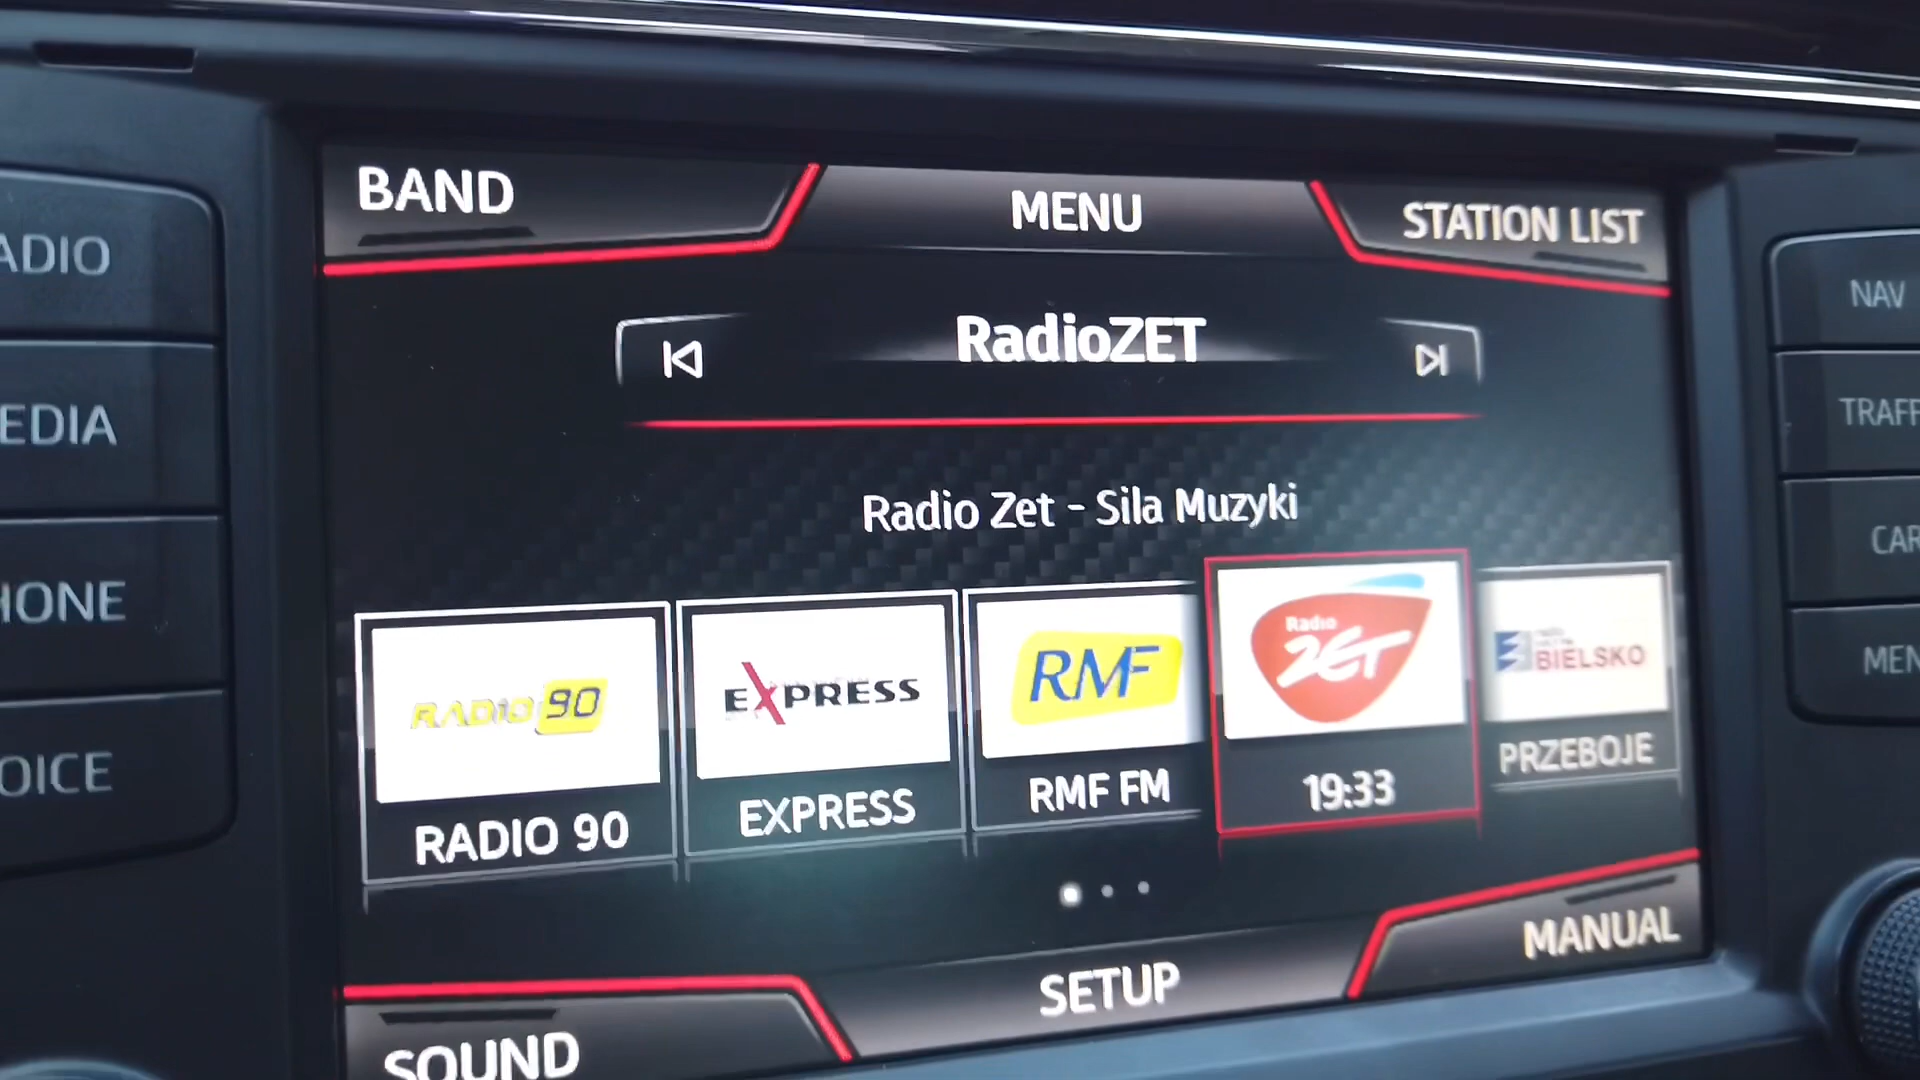 BAND
MENU
STATION LIST
ADIO
NAV
RadioZET
TRAFF
EDIA
Radio Zet - Sila Muzyki
CAR
HONE
RADiO 90
EXPRESS
RMF
Radio
ZET
BIELSKO
MEN
OICE
RADIO 90
EXPRESS
RMF FM
19:33
PRZEBOJE
MANUAL
SETUP
SOUND